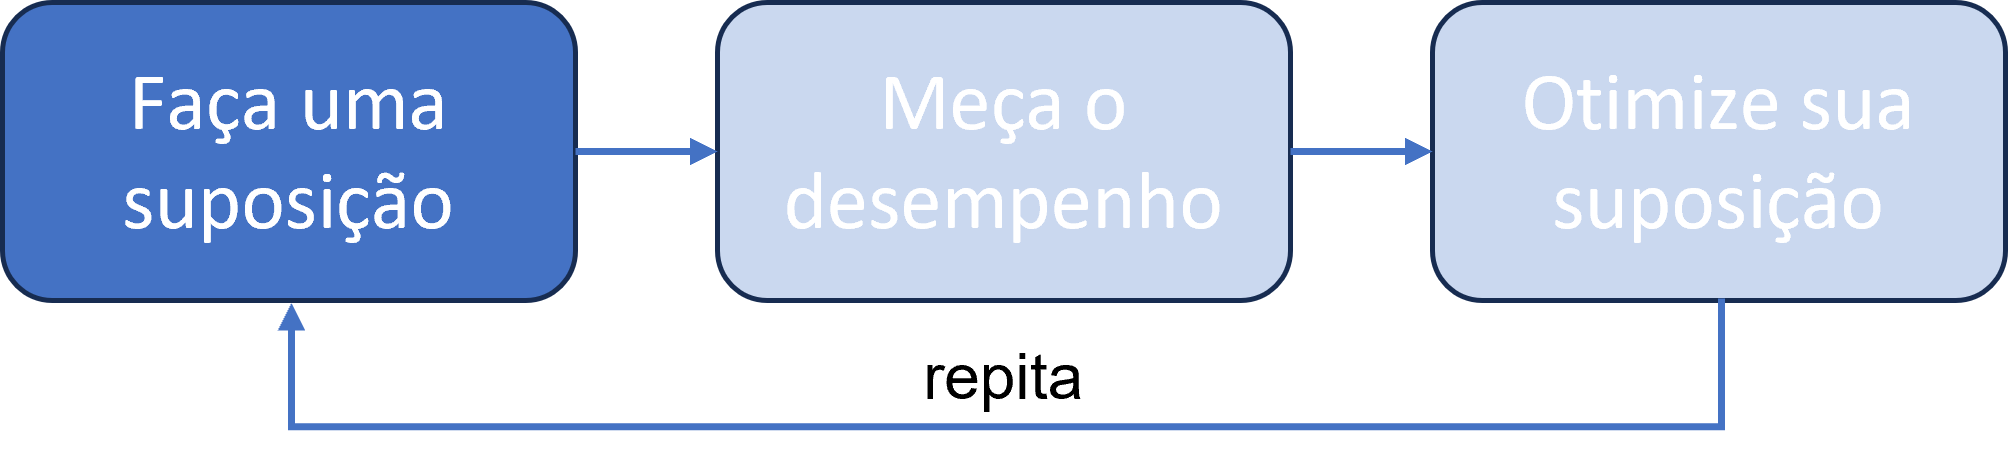 Faça uma
suposição
Meça o
desempenho
Otimize sua
suposição
repita